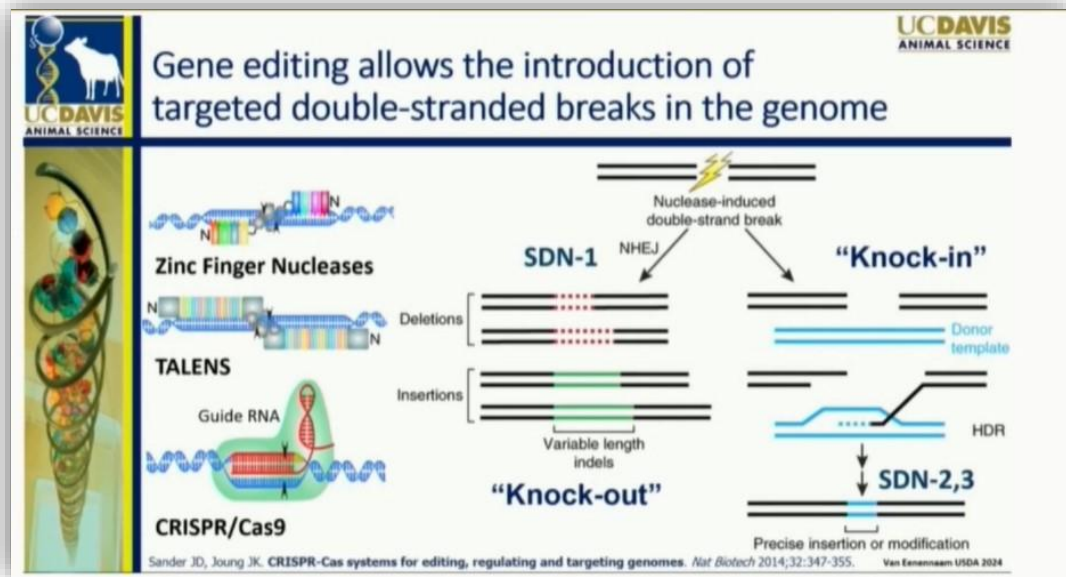 UCDAVIS
ANIMAL SCIENCE
UCDAVIS
ANIMAL SCIENCE
Gene editing allows the introduction of
targeted double-stranded breaks in the genome
N
N
Zinc Finger Nucleases
N
N
TALENS
Guide RNA
CRISPR/Cas9
Nuclease-induced
double-strand break
NHEJ
SDN-1
"Knock-in"
Deletions
Insertions
Variable length
indels
"Knock-out"
Donor
template
HDR
SDN-2,3
Precise insertion or modification
Sander JD, Joung JK. CRISPR-Cas systems for editing, regulating and targeting genomes. Nat Biotech 2014;32:347-355.
Van Eenennaam USDA 2024